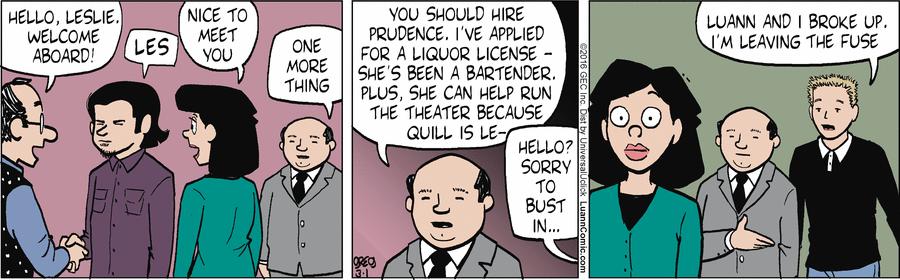 HELLO, LESLIE.
WELCOME
ABOARD!
LES
NICE TO
MEET
YOU
ONE
MORE
THING
YOU SHOULD HIRE
PRUDENCE. I'VE APPLIED
FOR A LIQUOR LICENSE –
SHE'S BEEN A BARTENDER.
PLUS, SHE CAN HELP RUN
THE THEATER BECAUSE
QUILL IS LE–
HELLO?
SORRY
TO
BUST
IN...
GREG
3·1
©2016 GEC Inc. Dist by UniversalUclick LuannComic.com
LUANN AND I BROKE UP.
I'M LEAVING THE FUSE